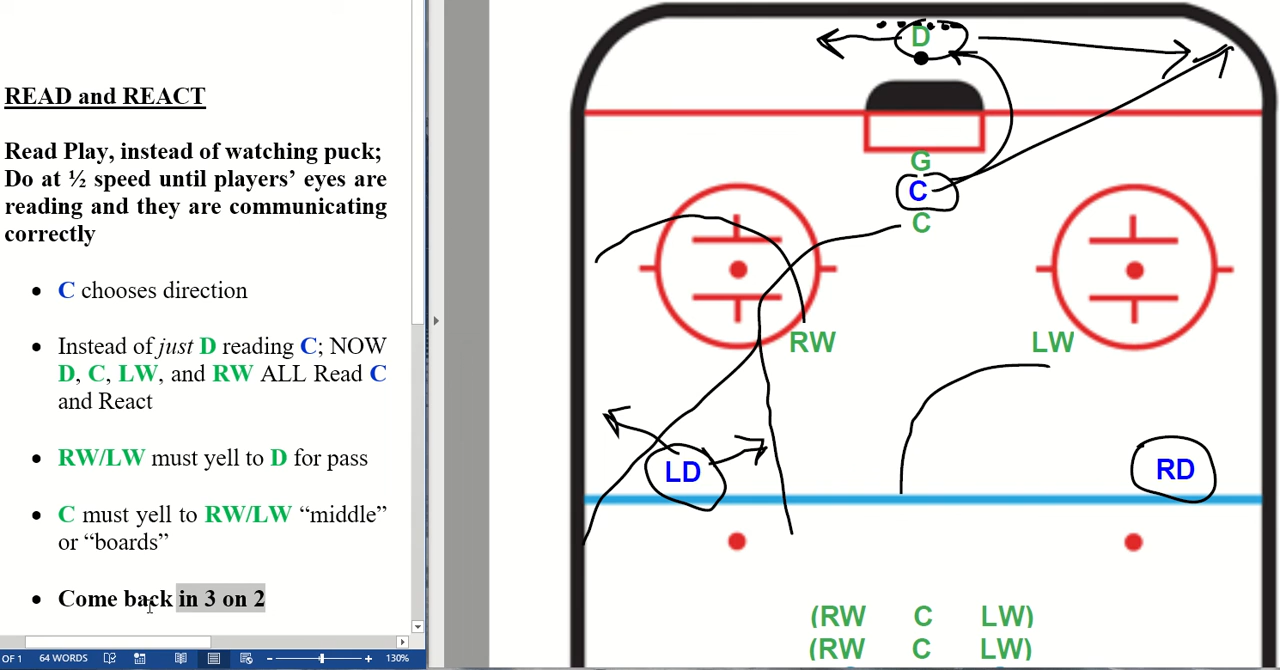 READ and REACT
Read Play, instead of watching puck;
Do at ½ speed until players’ eyes are
reading and they are communicating
correctly
• C chooses direction
• Instead of just D reading C; NOW
D, C, LW, and RW ALL Read C
and React
• RW/LW must yell to D for pass
• C must yell to RW/LW “middle”
or “boards”
• Come back in 3 on 2
OF 1 64 WORDS 130%
D
G
C
C
RW LW
LD RD
(RW C LW)
(RW C LW)